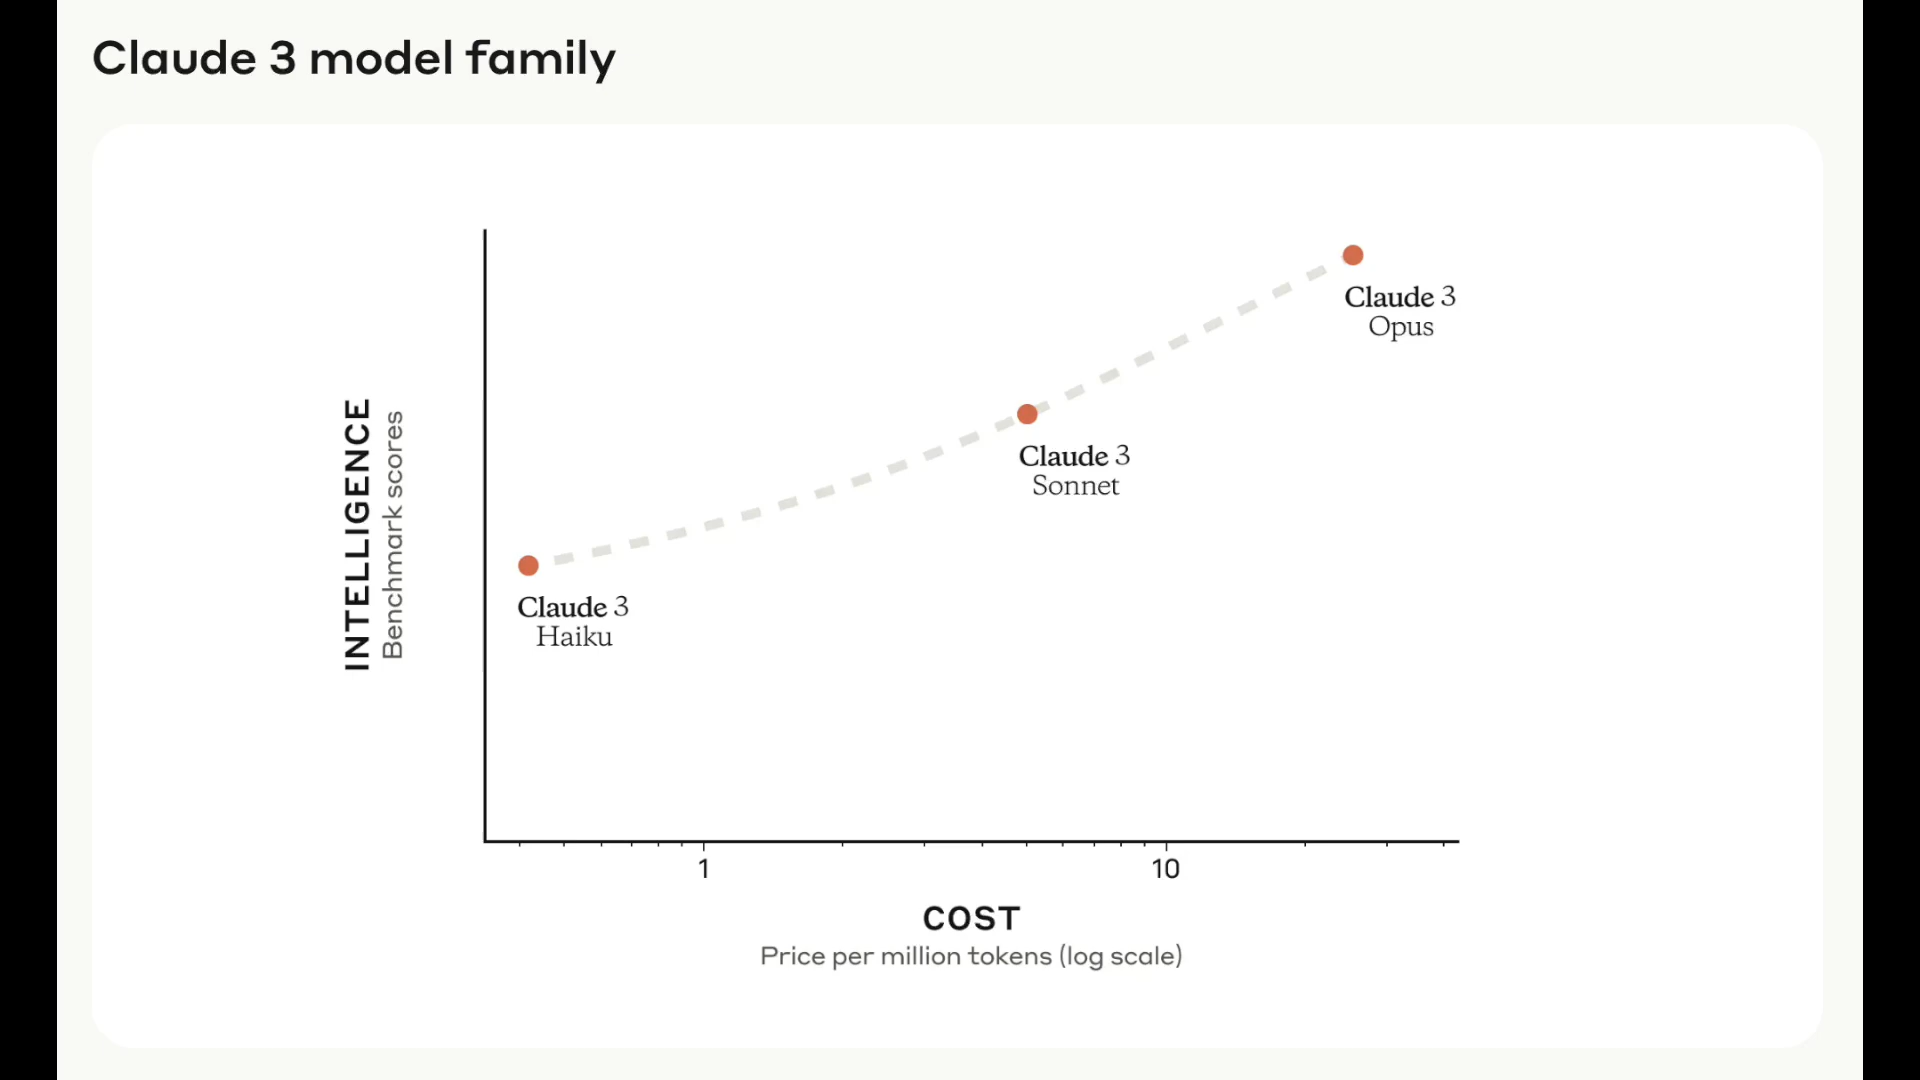 Claude 3 model family
INTELLIGENCE
Benchmark scores
Claude 3
Opus
Claude 3
Sonnet
Claude 3
Haiku
1
10
COST
Price per million tokens (log scale)